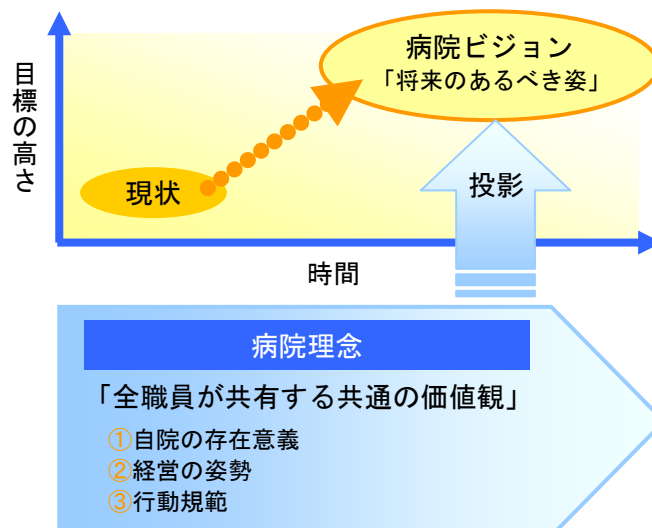 目標の高さ
病院ビジョン
「将来のあるべき姿」
現状
投影
時間
病院理念
「全職員が共有する共通の価値観」
①自院の存在意義
②経営の姿勢
③行動規範